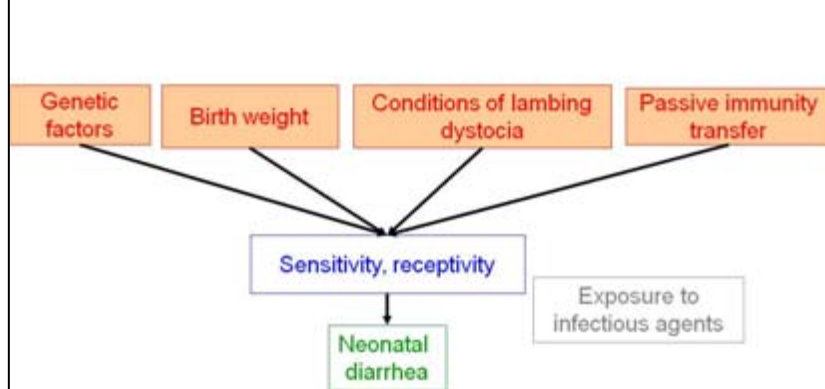 Genetic
factors
Birth weight
Conditions of lambing
dystocia
Passive immunity
transfer
Sensitivity, receptivity
Exposure to
infectious agents
Neonatal
diarrhea